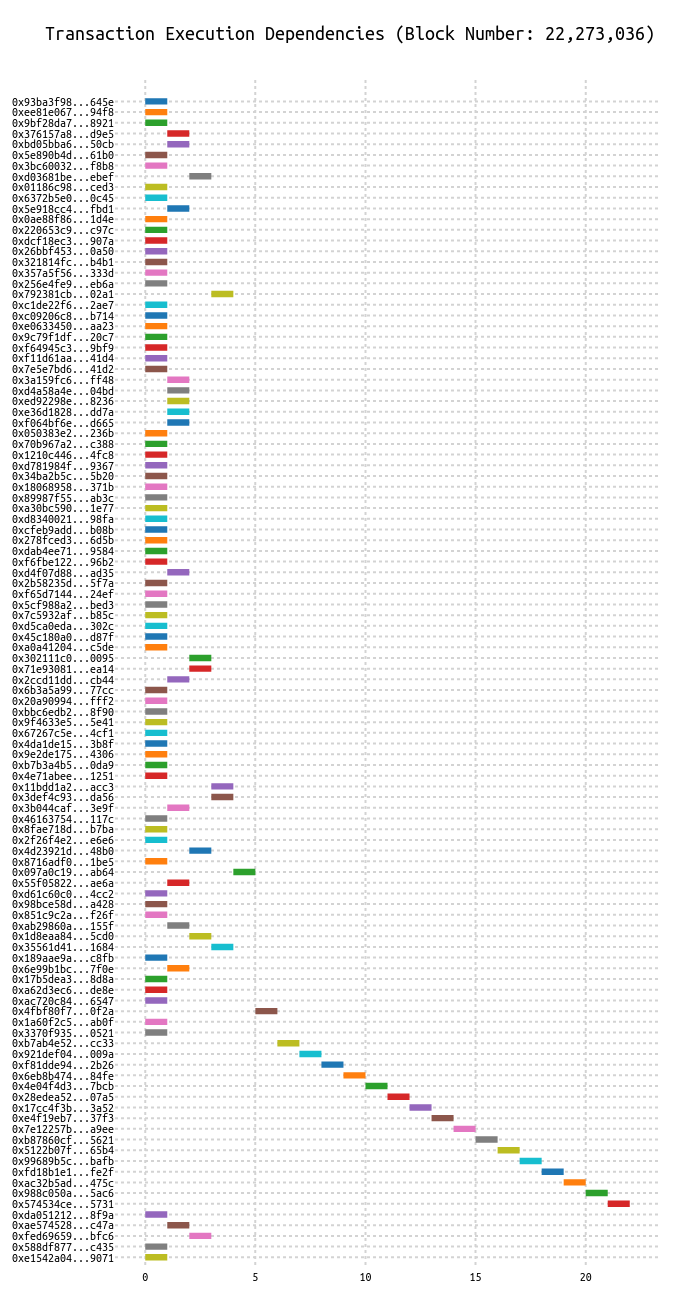 Transaction Execution Dependencies (Block Number: 22,273,036)
0x93ba3f98...645e
0xee81e067...94f8
0x9bf28da7...8921
0x376157a8...d9e5
0xbd05bba6...50cb
0x5e890b4d...61b0
0x3bc60032...f8b8
0xd03681be...ebef
0x01186c98...ced3
0x6372b5e0...0c45
0x5e918cc4...fbd1
0x0ae88f86...1d4e
0x220653c9...c97c
0xdcf18ec3...907a
0x26bbf453...0a50
0x321814fc...b4b1
0x357a5f56...333d
0x256e4fe9...eb6a
0x792381cb...02a1
0xc1de22f6...2ae7
0xc09206c8...b714
0xe0633450...aa23
0x9c79f1df...20c7
0xf64945c3...9bf9
0xf11d61aa...41d4
0x7e5e7bd6...41d2
0x3a159fc6...ff48
0xd4a58a4e...04bd
0xed92298e...8236
0xe36d1828...dd7a
0xf064bf6e...d665
0x050383e2...236b
0x70b967a2...c388
0x1210c446...4fc8
0xd781984f...9367
0x34ba2b5c...5b20
0x18068958...371b
0x89987f55...ab3c
0xa30bc590...1e77
0xd8340021...98fa
0xcfeb9add...b08b
0x278fced3...6d5b
0xdab4ee71...9584
0xf6fbe122...96b2
0xd4f07d88...ad35
0x2b58235d...5f7a
0xf65d7144...24ef
0x5cf988a2...bed3
0x7c5932af...b85c
0xd5ca0eda...302c
0x45c180a0...d87f
0xa0a41204...c5de
0x302111c0...0095
0x71e93081...ea14
0x2ccd11dd...cb44
0x6b3a5a99...77cc
0x20a90994...fff2
0xbbc6edb2...8f90
0x9f4633e5...5e41
0x67267c5e...4cf1
0x4da1de15...3b8f
0x9e2de175...4306
0xb7b3a4b5...0da9
0x4e71abee...1251
0x11bdd1a2...acc3
0x3def4c93...da56
0x3b044caf...3e9f
0x46163754...117c
0x8fae718d...b7ba
0x2f26f4e2...e6e6
0x4d23921d...48b0
0x8716adf0...1be5
0x097a0c19...ab64
0x55f05822...ae6a
0xd61c60c0...4cc2
0x98bce58d...a428
0x851c9c2a...f26f
0xab29860a...155f
0x1d8eaa84...5cd0
0x35561d41...1684
0x189aae9a...c8fb
0x6e99b1bc...7f0e
0x17b5dea3...8d8a
0xa62d3ec6...de8e
0xac720c84...6547
0x4fbf80f7...0f2a
0x1a60f2c5...ab0f
0x3370f935...0521
0xb7ab4e52...cc33
0x921def04...009a
0xf81dde94...2b26
0x6eb8b474...84fe
0x4e04f4d3...7bcb
0x28edea52...07a5
0x17cc4f3b...3a52
0xe4f19eb7...37f3
0x7e12257b...a9ee
0xb87860cf...5621
0x5122b07f...65b4
0x99689b5c...bafb
0xfd18b1e1...fe2f
0xac32b5ad...475c
0x988c050a...5ac6
0x574534ce...5731
0xda051212...8f9a
0xae574528...c47a
0xfed69659...bfc6
0x588df877...c435
0xe1542a04...9071
0 5 10 15 20